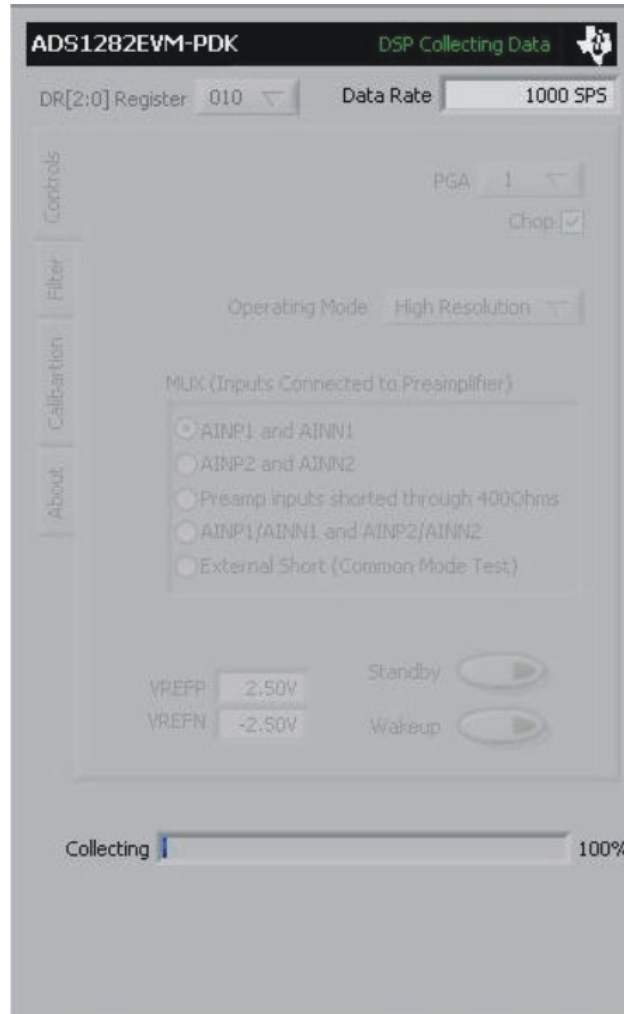 ADS1282EVM-PDK DSP Collecting Data
DR[2:0] Register 010 Data Rate 1000 SPS
Controls
Filter
Calibartion
About
PGA 1
Chop
Operating Mode High Resolution
MUX (Inputs Connected to Preamplifier)
AINP1 and AINN1
AINP2 and AINN2
Preamp inputs shorted through 400Ohms
AINP1/AINN1 and AINP2/AINN2
External Short (Common Mode Test)
VREFP 2.50V
VREFN -2.50V
Standby
Wakeup
Collecting 100%